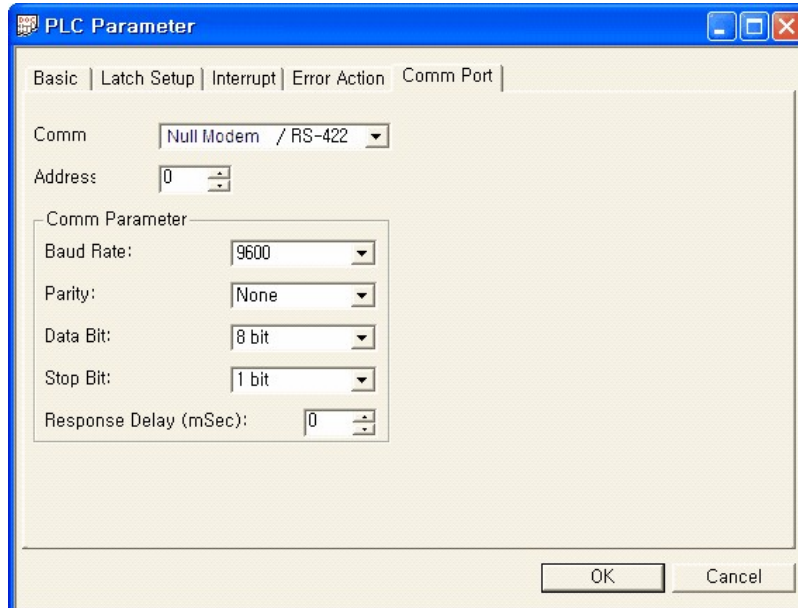 PLC Parameter
Basic Latch Setup Interrupt Error Action Comm Port
Comm Null Modem / RS-422
Address 0
Comm Parameter
Baud Rate: 9600
Parity: None
Data Bit: 8 bit
Stop Bit: 1 bit
Response Delay (mSec): 0
OK Cancel